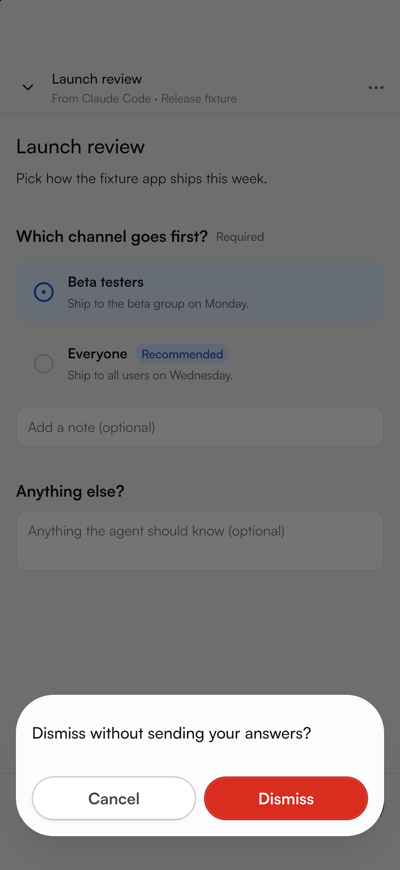 Launch review
From Claude Code • Release fixture
Launch review
Pick how the fixture app ships this week.
Which channel goes first? Required
Beta testers
Ship to the beta group on Monday.
Everyone Recommended
Ship to all users on Wednesday.
Add a note (optional)
Anything else?
Anything the agent should know (optional)
Dismiss without sending your answers?
Cancel Dismiss